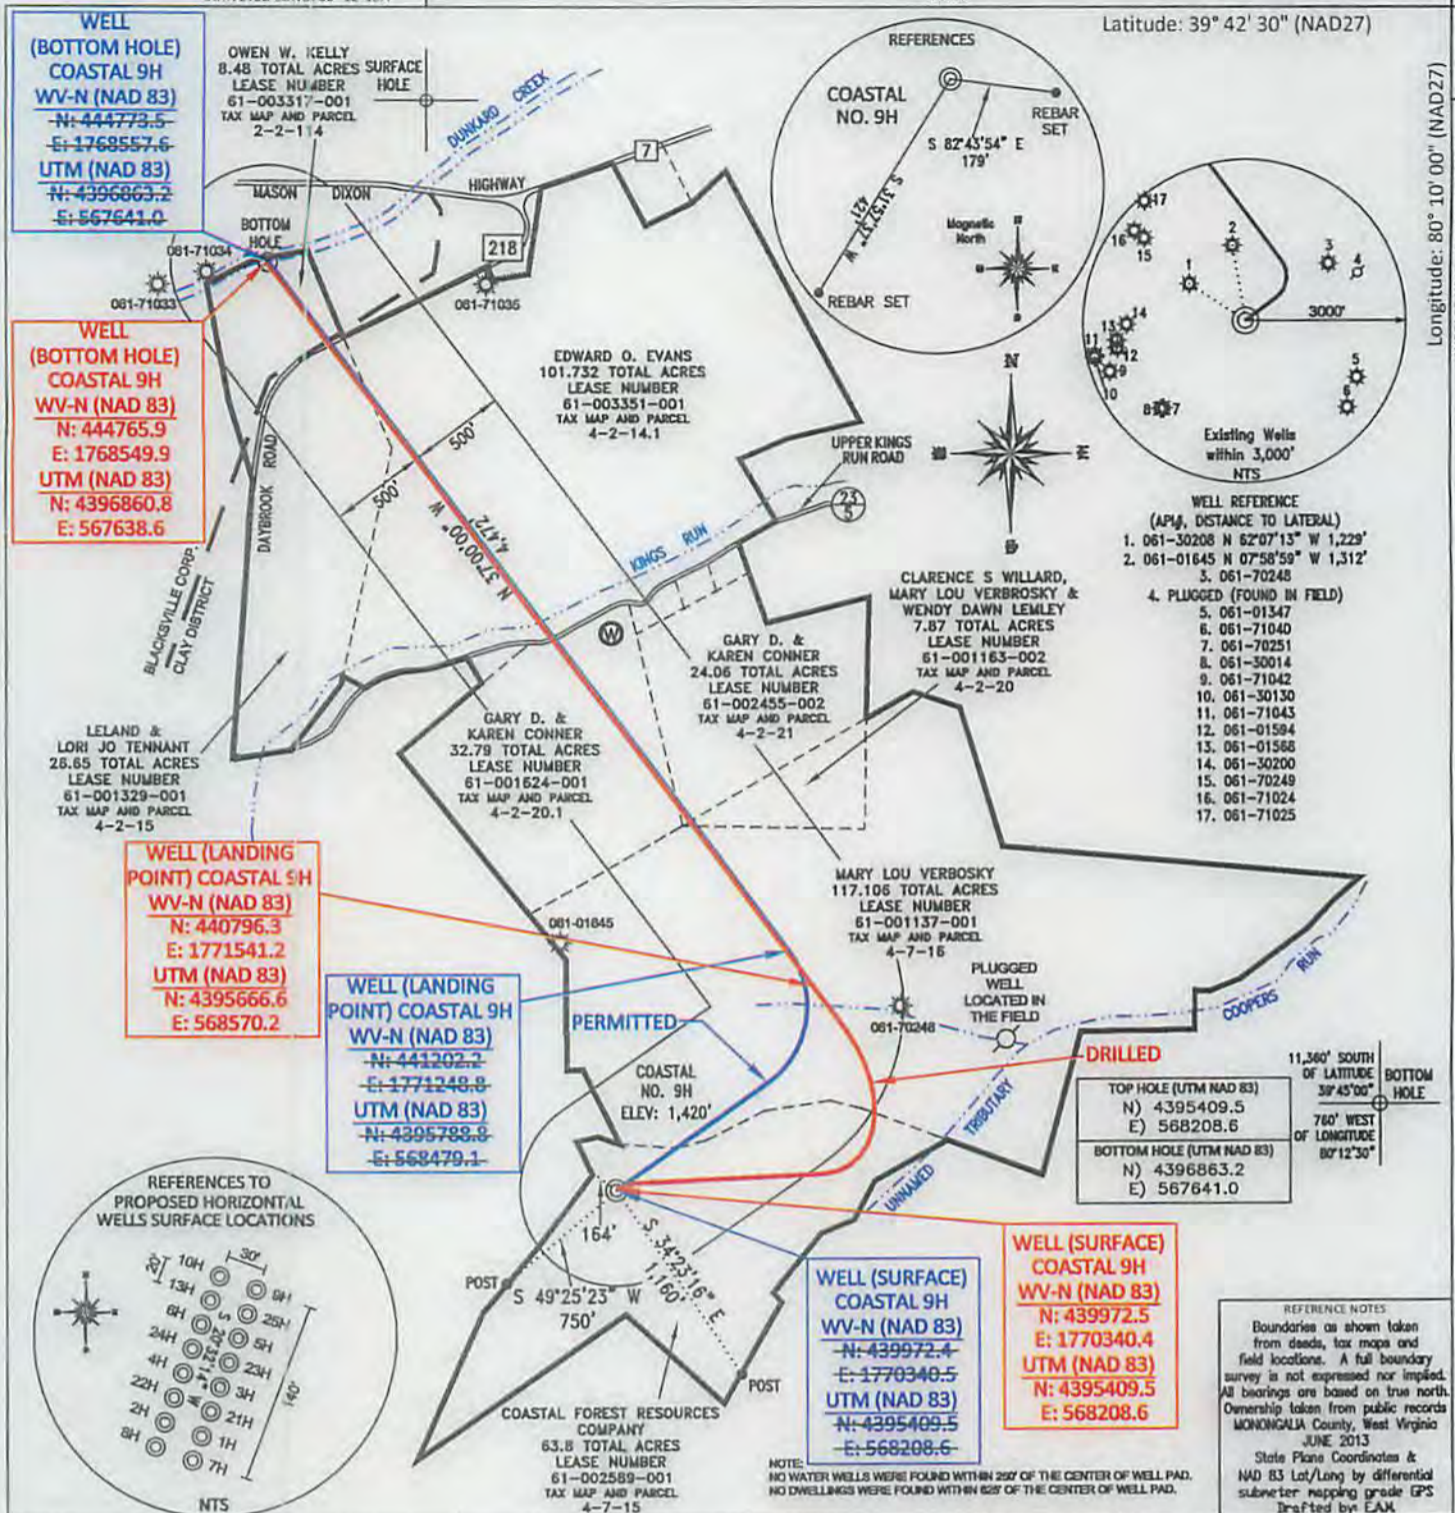 Latitude: 39° 42' 30" (NAD27)
Longitude: 80° 10' 00" (NAD27)
WELL
(BOTTOM HOLE)
COASTAL 9H
WV-N (NAD 83)
N: 444773.5
E: 1768557.6
UTM (NAD 83)
N: 4396863.2
E: 567641.0
OWEN W. KELLY
8.48 TOTAL ACRES
LEASE NUMBER
61-003317-001
TAX MAP AND PARCEL
2-2-114
SURFACE
HOLE
DUNKARD CREEK
MASON DIXON HIGHWAY
7
218
BOTTOM
HOLE
061-71034
061-71033
061-71035
REFERENCES
COASTAL
NO. 9H
REBAR
SET
S 82°43'54" E
179'
S 31°57'37" W
421'
REBAR SET
Magnetic
North
17
16
15
2
1
3
4
14
13
11
12
9
10
8
7
5
6
3000'
Existing Wells
within 3,000'
NTS
WELL
(BOTTOM HOLE)
COASTAL 9H
WV-N (NAD 83)
N: 444765.9
E: 1768549.9
UTM (NAD 83)
N: 4396860.8
E: 567638.6
EDWARD O. EVANS
101.732 TOTAL ACRES
LEASE NUMBER
61-003351-001
TAX MAP AND PARCEL
4-2-14.1
500'
500'
N 37°00'00" W
4,472'
DAYBROOK ROAD
BLACKSVILLE CORP.
CLAY DISTRICT
KINGS RUN
UPPER KINGS
RUN ROAD
23
5
N
W
WELL REFERENCE
(API#, DISTANCE TO LATERAL)
1. 061-30208 N 62°07'13" W 1,229'
2. 061-01645 N 07°58'59" W 1,312'
3. 061-70248
4. PLUGGED (FOUND IN FIELD)
5. 061-01347
6. 061-71040
7. 061-70251
8. 061-30014
9. 061-71042
10. 061-30130
11. 061-71043
12. 061-01594
13. 061-01568
14. 061-30200
15. 061-70249
16. 061-71024
17. 061-71025
CLARENCE S WILLARD,
MARY LOU VERBROSKY &
WENDY DAWN LEMLEY
7.87 TOTAL ACRES
LEASE NUMBER
61-001163-002
TAX MAP AND PARCEL
4-2-20
GARY D. &
KAREN CONNER
24.06 TOTAL ACRES
LEASE NUMBER
61-002455-002
TAX MAP AND PARCEL
4-2-21
GARY D. &
KAREN CONNER
32.79 TOTAL ACRES
LEASE NUMBER
61-001624-001
TAX MAP AND PARCEL
4-2-20.1
LELAND &
LORI JO TENNANT
28.65 TOTAL ACRES
LEASE NUMBER
61-001329-001
TAX MAP AND PARCEL
4-2-15
WELL (LANDING
POINT) COASTAL 9H
WV-N (NAD 83)
N: 440796.3
E: 1771541.2
UTM (NAD 83)
N: 4395666.6
E: 568570.2
061-01645
MARY LOU VERBOSKY
117.106 TOTAL ACRES
LEASE NUMBER
61-001137-001
TAX MAP AND PARCEL
4-7-16
WELL (LANDING
POINT) COASTAL 9H
WV-N (NAD 83)
N: 441202.2
E: 1771248.8
UTM (NAD 83)
N: 4395788.8
E: 568479.1
PERMITTED
061-70248
PLUGGED
WELL
LOCATED IN
THE FIELD
COOPERS RUN
UNNAMED TRIBUTARY
DRILLED
COASTAL
NO. 9H
ELEV: 1,420'
TOP HOLE (UTM NAD 83)
N) 4395409.5
E) 568208.6
BOTTOM HOLE (UTM NAD 83)
N) 4396863.2
E) 567641.0
11,360' SOUTH
OF LATITUDE
39°45'00"
760' WEST
OF LONGITUDE
80°12'30"
BOTTOM
HOLE
REFERENCES TO
PROPOSED HORIZONTAL
WELLS SURFACE LOCATIONS
20'
30'
10H
9H
13H
25H
6H
5H
24H
23H
4H
3H
22H
21H
2H
1H
8H
7H
S 20°32'14" W
140'
NTS
164'
POST
S 49°25'23" W
750'
S 34°23'16" E
1,160'
POST
COASTAL FOREST RESOURCES
COMPANY
63.8 TOTAL ACRES
LEASE NUMBER
61-002589-001
TAX MAP AND PARCEL
4-7-15
WELL (SURFACE)
COASTAL 9H
WV-N (NAD 83)
N: 439972.4
E: 1770340.5
UTM (NAD 83)
N: 4395409.5
E: 568208.6
WELL (SURFACE)
COASTAL 9H
WV-N (NAD 83)
N: 439972.5
E: 1770340.4
UTM (NAD 83)
N: 4395409.5
E: 568208.6
NOTE:
NO WATER WELLS WERE FOUND WITHIN 250' OF THE CENTER OF WELL PAD.
NO DWELLINGS WERE FOUND WITHIN 625' OF THE CENTER OF WELL PAD.
REFERENCE NOTES
Boundaries as shown taken
from deeds, tax maps and
field locations. A full boundary
survey is not expressed nor implied.
All bearings are based on true north.
Ownership taken from public records
MONONGALIA County, West Virginia
JUNE 2013
State Plane Coordinates &
NAD 83 Lat/Long by differential
submeter mapping grade GPS
Drafted by: EAK